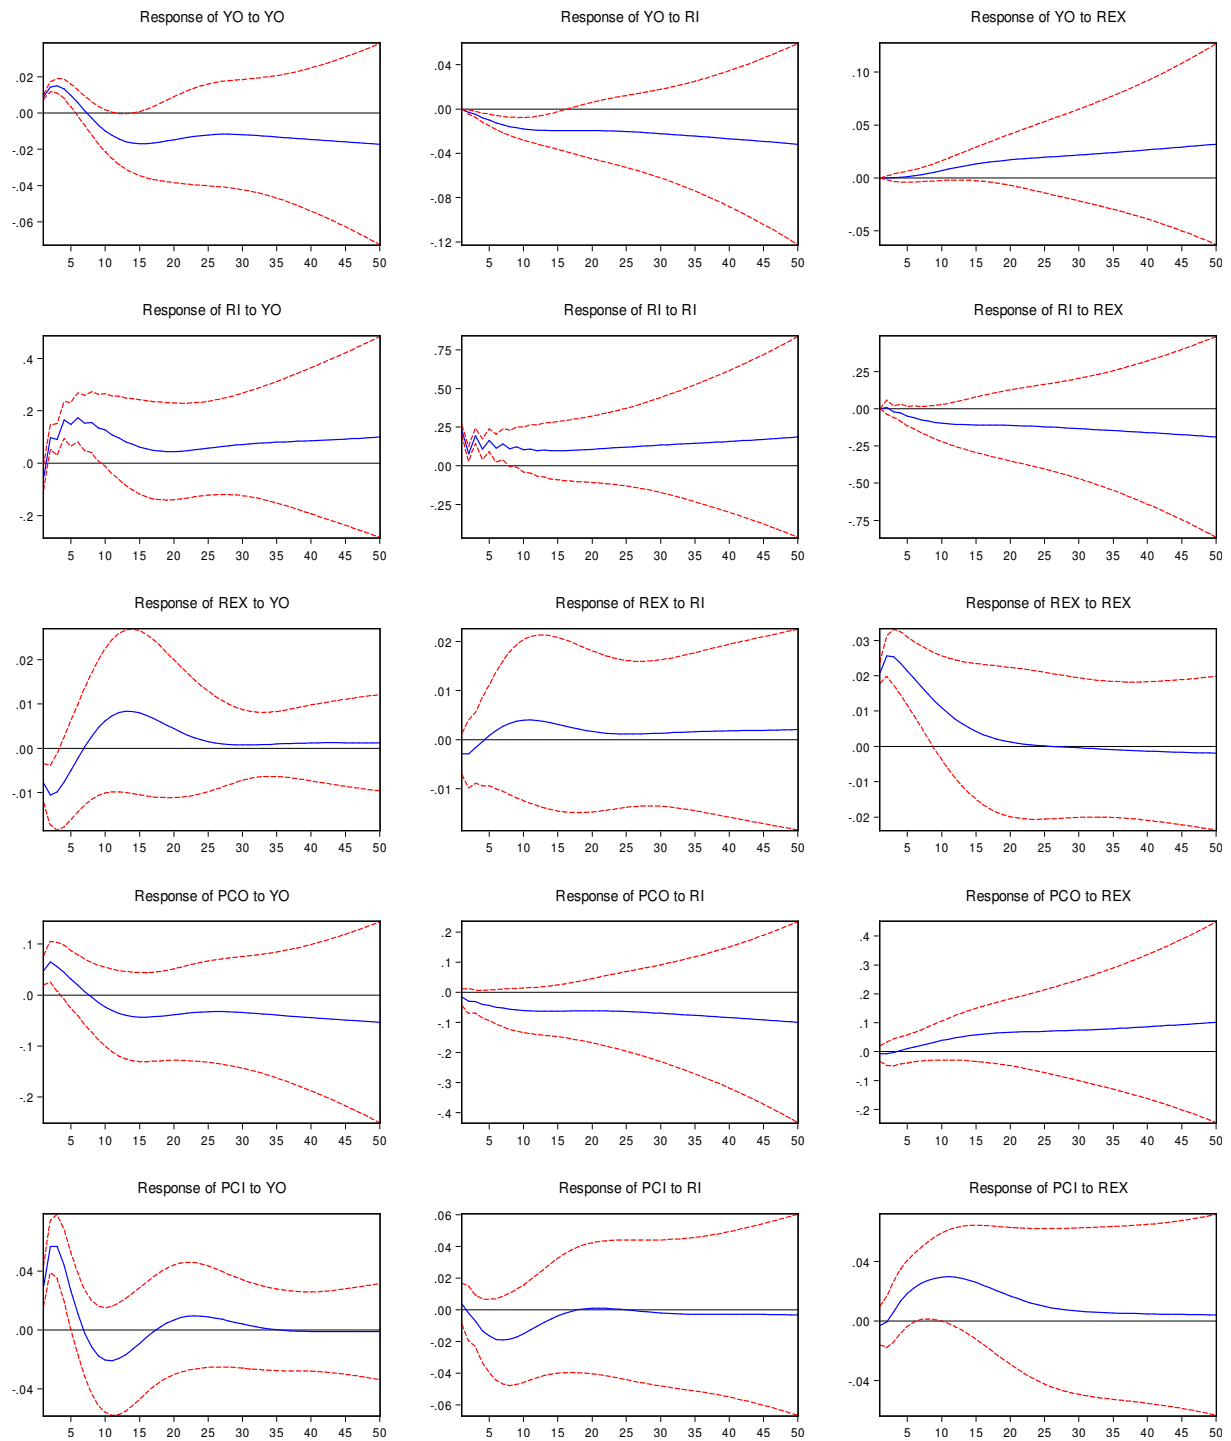 Response of YO to YO
Response of YO to RI
Response of YO to REX
.02
.00
-.02
-.04
-.06
5 10 15 20 25 30 35 40 45 50
.04
.00
-.04
-.08
-.12
5 10 15 20 25 30 35 40 45 50
.10
.05
.00
-.05
5 10 15 20 25 30 35 40 45 50
Response of RI to YO
Response of RI to RI
Response of RI to REX
.4
.2
.0
-.2
5 10 15 20 25 30 35 40 45 50
.75
.50
.25
.00
-.25
5 10 15 20 25 30 35 40 45 50
.25
.00
-.25
-.50
-.75
5 10 15 20 25 30 35 40 45 50
Response of REX to YO
Response of REX to RI
Response of REX to REX
.02
.01
.00
-.01
5 10 15 20 25 30 35 40 45 50
.02
.01
.00
-.01
5 10 15 20 25 30 35 40 45 50
.03
.02
.01
.00
-.01
-.02
5 10 15 20 25 30 35 40 45 50
Response of PCO to YO
Response of PCO to RI
Response of PCO to REX
.1
.0
-.1
-.2
5 10 15 20 25 30 35 40 45 50
.2
.1
.0
-.1
-.2
-.3
-.4
5 10 15 20 25 30 35 40 45 50
.4
.3
.2
.1
.0
-.1
-.2
5 10 15 20 25 30 35 40 45 50
Response of PCI to YO
Response of PCI to RI
Response of PCI to REX
.04
.00
-.04
5 10 15 20 25 30 35 40 45 50
.06
.04
.02
.00
-.02
-.04
-.06
5 10 15 20 25 30 35 40 45 50
.04
.00
-.04
5 10 15 20 25 30 35 40 45 50